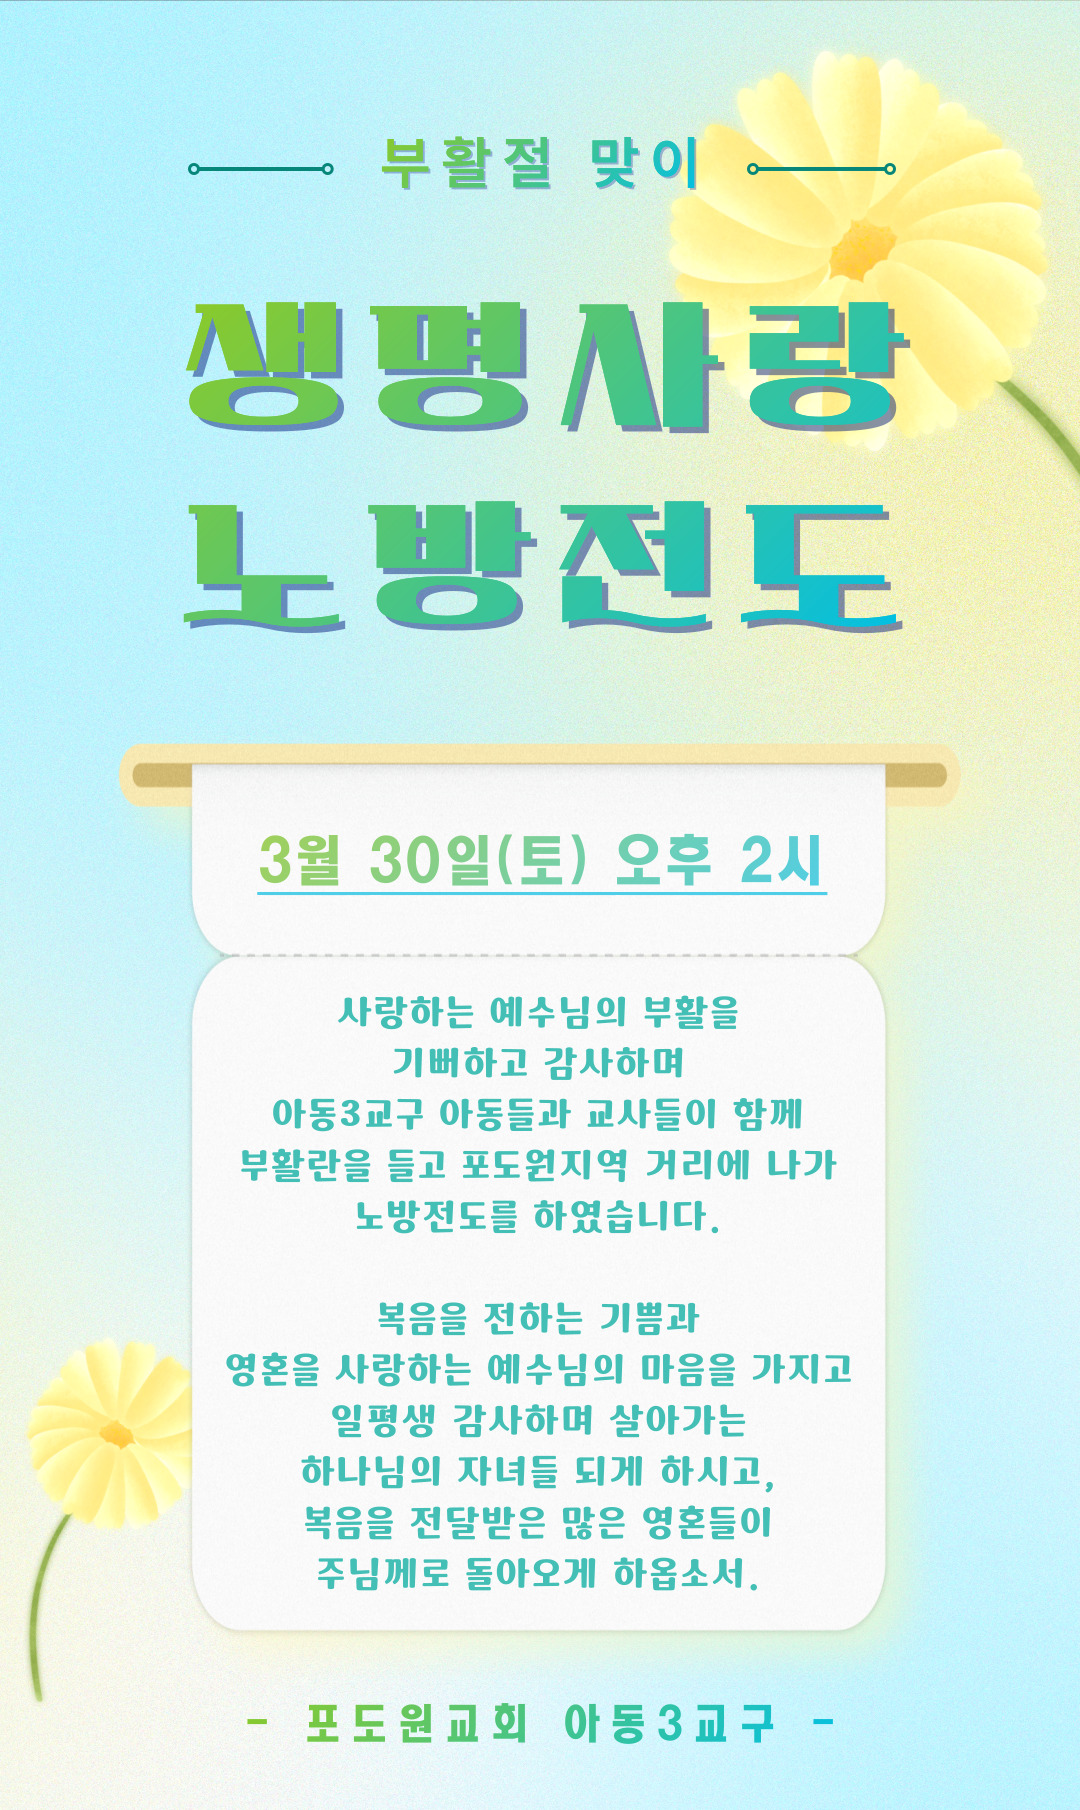 부활절 맞이
생명사랑
노방전도
3월 30일(토) 오후 2시
사랑하는 예수님의 부활을
기뻐하고 감사하며
아동3교구 아동들과 교사들이 함께
부활란을 들고 포도원지역 거리에 나가
노방전도를 하였습니다.
복음을 전하는 기쁨과
영혼을 사랑하는 예수님의 마음을 가지고
일평생 감사하며 살아가는
하나님의 자녀들 되게 하시고,
복음을 전달받은 많은 영혼들이
주님께로 돌아오게 하옵소서.
- 포도원교회 아동3교구 -